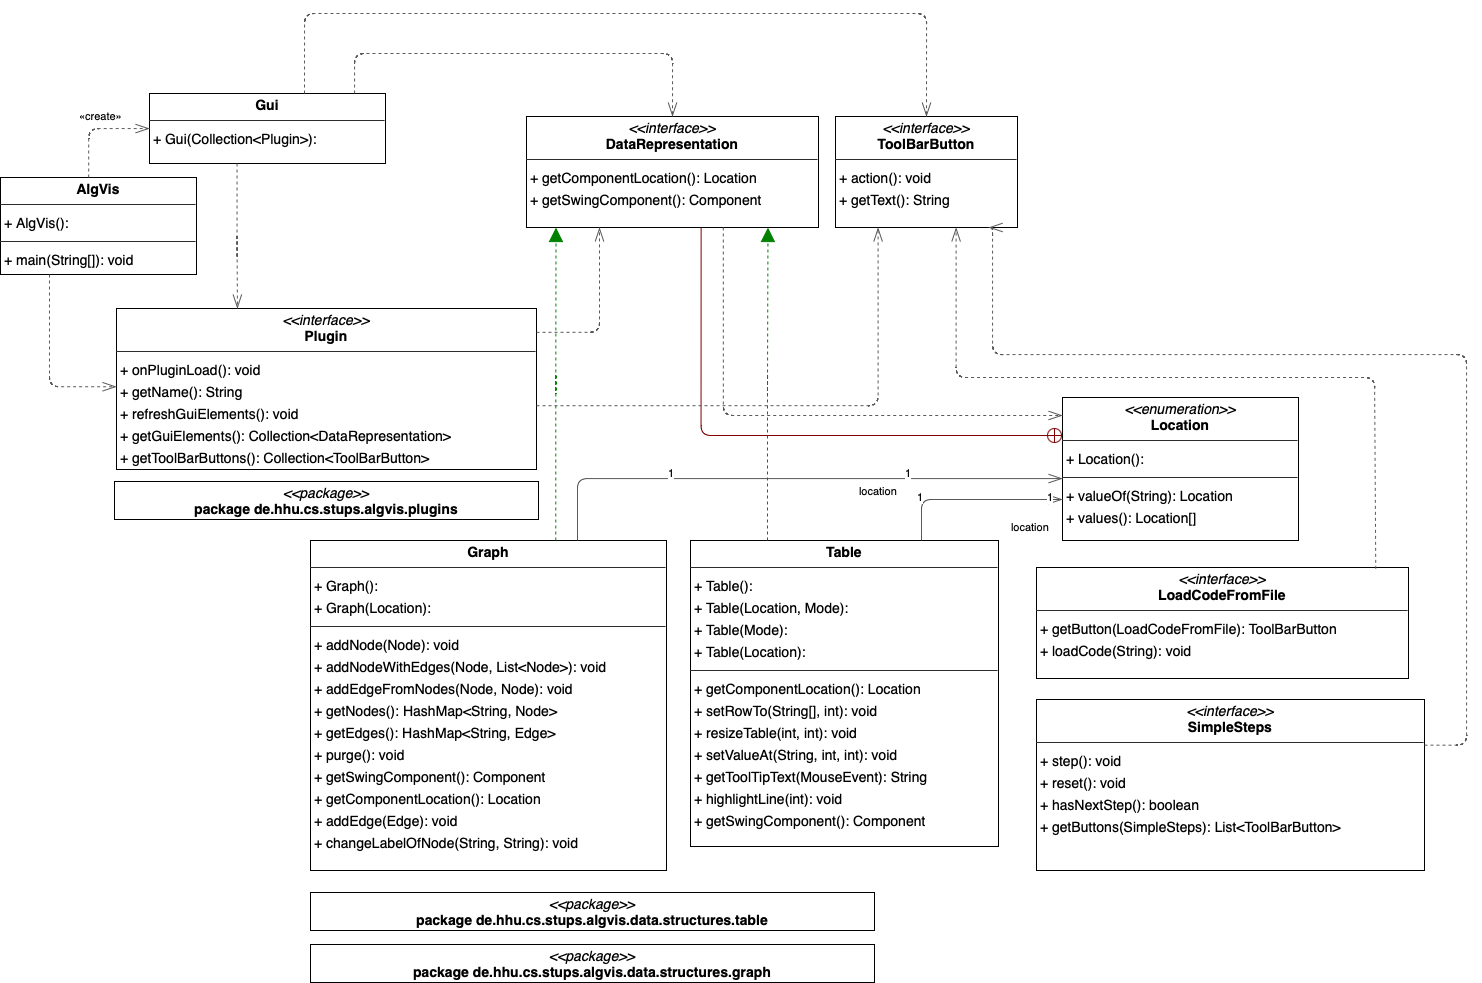 Gui
+ Gui(Collection<Plugin>):
«create»
AlgVis
+ AlgVis():
+ main(String[]): void
<<interface>>
DataRepresentation
+ getComponentLocation(): Location
+ getSwingComponent(): Component
<<interface>>
ToolBarButton
+ action(): void
+ getText(): String
<<interface>>
Plugin
+ onPluginLoad(): void
+ getName(): String
+ refreshGuiElements(): void
+ getGuiElements(): Collection<DataRepresentation>
+ getToolBarButtons(): Collection<ToolBarButton>
<<package>>
package de.hhu.cs.stups.algvis.plugins
<<enumeration>>
Location
+ Location():
+ valueOf(String): Location
+ values(): Location[]
1
1
location
1
1
location
Graph
+ Graph():
+ Graph(Location):
+ addNode(Node): void
+ addNodeWithEdges(Node, List<Node>): void
+ addEdgeFromNodes(Node, Node): void
+ getNodes(): HashMap<String, Node>
+ getEdges(): HashMap<String, Edge>
+ purge(): void
+ getSwingComponent(): Component
+ getComponentLocation(): Location
+ addEdge(Edge): void
+ changeLabelOfNode(String, String): void
Table
+ Table():
+ Table(Location, Mode):
+ Table(Mode):
+ Table(Location):
+ getComponentLocation(): Location
+ setRowTo(String[], int): void
+ resizeTable(int, int): void
+ setValueAt(String, int, int): void
+ getToolTipText(MouseEvent): String
+ highlightLine(int): void
+ getSwingComponent(): Component
<<interface>>
LoadCodeFromFile
+ getButton(LoadCodeFromFile): ToolBarButton
+ loadCode(String): void
<<interface>>
SimpleSteps
+ step(): void
+ reset(): void
+ hasNextStep(): boolean
+ getButtons(SimpleSteps): List<ToolBarButton>
<<package>>
package de.hhu.cs.stups.algvis.data.structures.table
<<package>>
package de.hhu.cs.stups.algvis.data.structures.graph